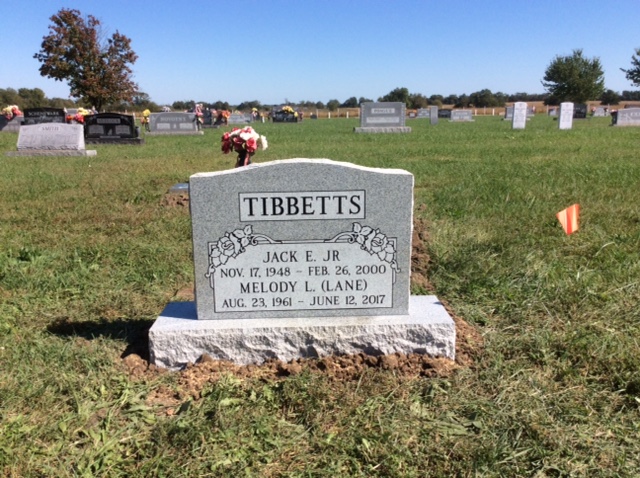 TIBBETTS
JACK E. JR
NOV. 17, 1948 – FEB. 26, 2000
MELODY L. (LANE)
AUG. 23, 1961 – JUNE 12, 2017